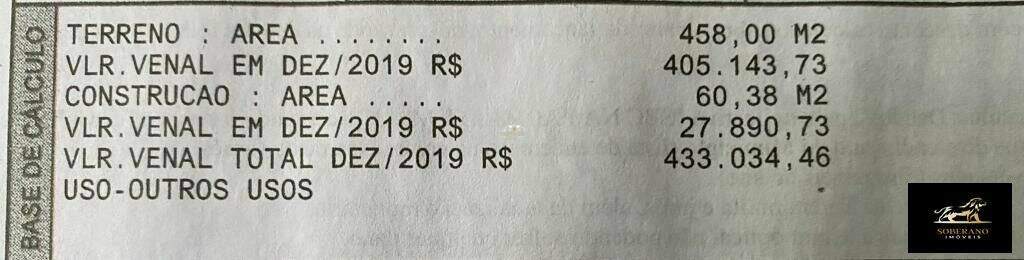 BASE DE CALCULO
TERRENO : AREA ........ 458,00 M2
VLR.VENAL EM DEZ/2019 R$ 405.143,73
CONSTRUCAO : AREA ..... 60,38 M2
VLR.VENAL EM DEZ/2019 R$ 27.890,73
VLR.VENAL TOTAL DEZ/2019 R$ 433.034,46
USO-OUTROS USOS
SOBERANO
IMÓVEIS